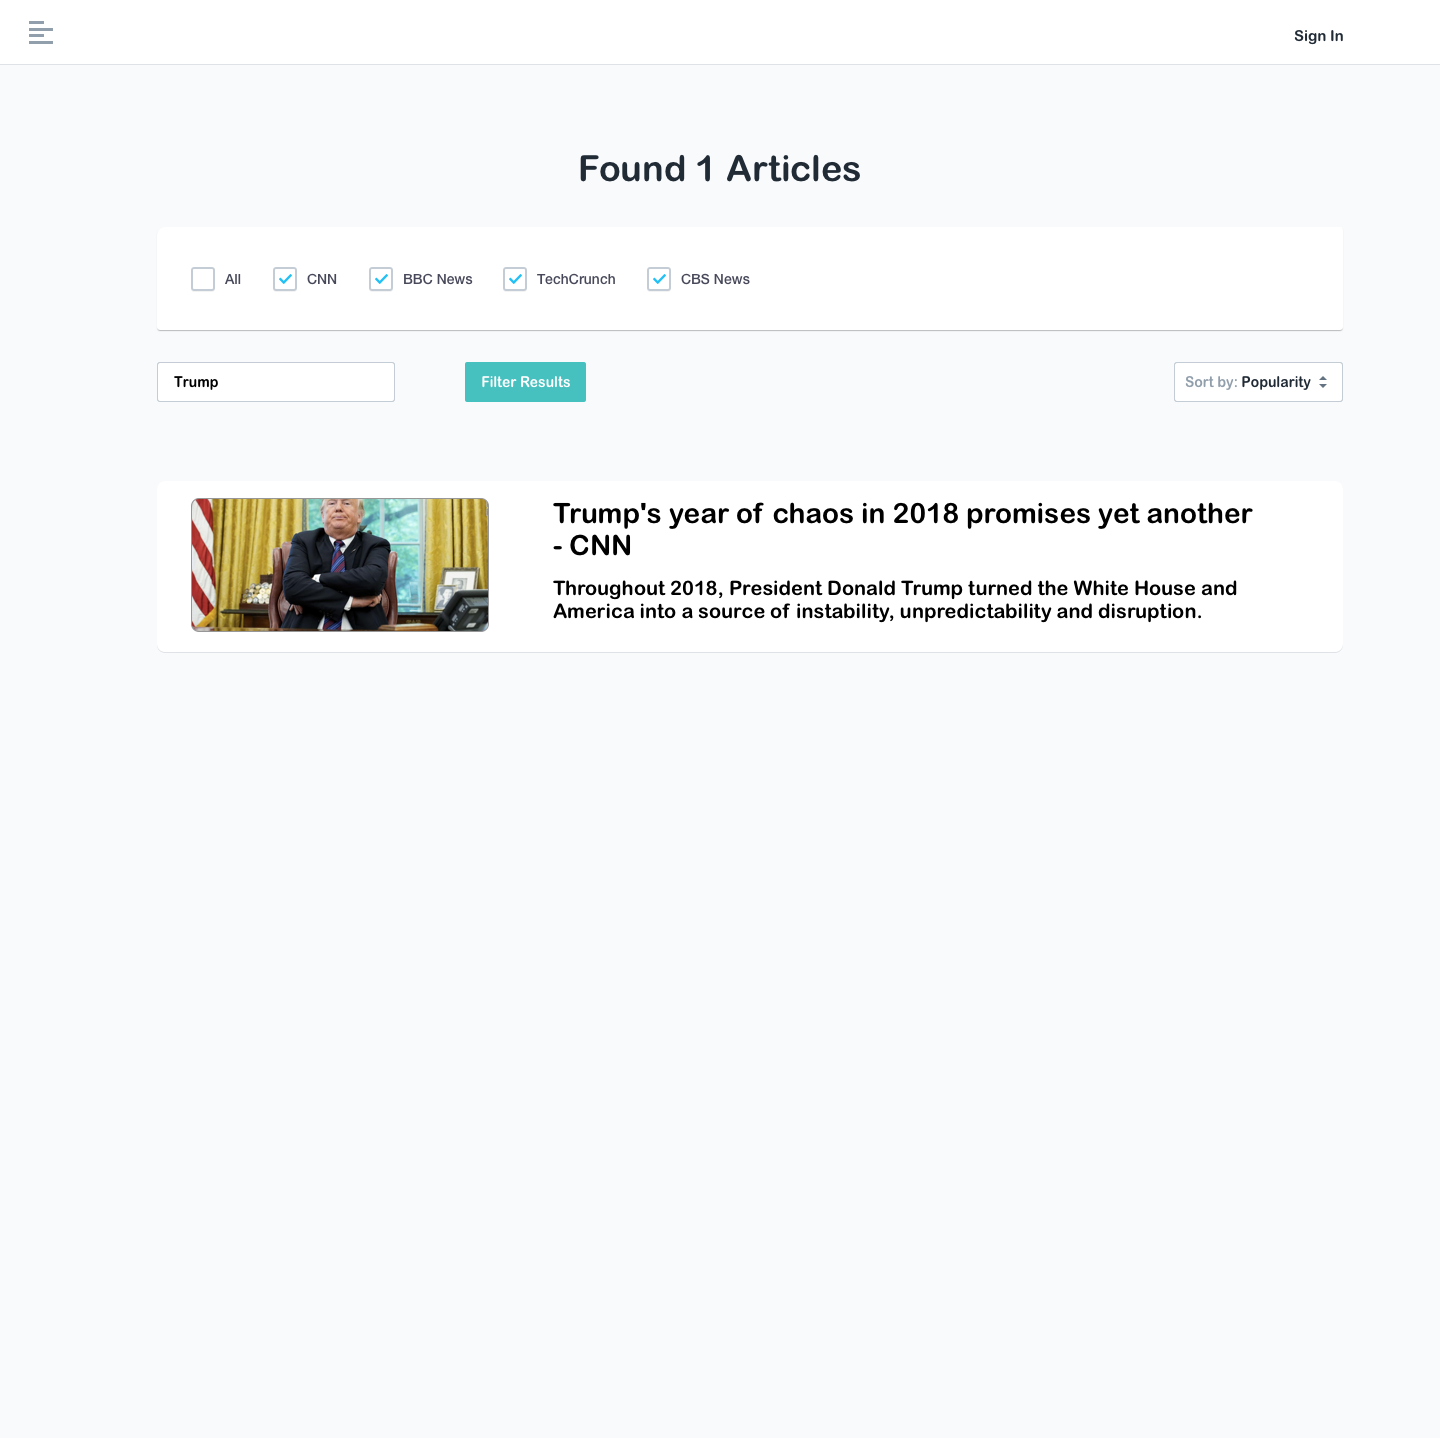 Sign In
Found 1 Articles
All CNN BBC News TechCrunch CBS News
Trump Filter Results Sort by: Popularity
Trump's year of chaos in 2018 promises yet another
- CNN
Throughout 2018, President Donald Trump turned the White House and
America into a source of instability, unpredictability and disruption.